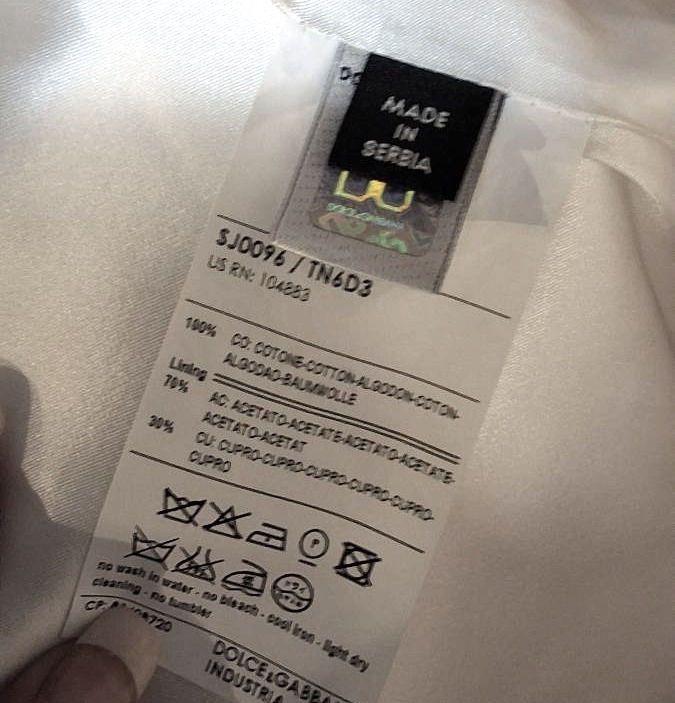 MADE
IN
SERBIA
SJ0096 / TN6D3
US RN: 104883
100% CO: COTONE-COTTON-ALGODON-COTON-
ALGODAO-BAUMWOLLE
Lining
70% AC: ACETATO-ACETATE-ACETATO-ACETATE-
ACETATO-ACETAT
30% CU: CUPRO-CUPRO-CUPRO-CUPRO-CUPRO-
CUPRO
P
no wash in water - no bleach - cool iron - light dry
cleaning - no tumbler
CP:
DOLCE&GABBA
INDUSTRIA